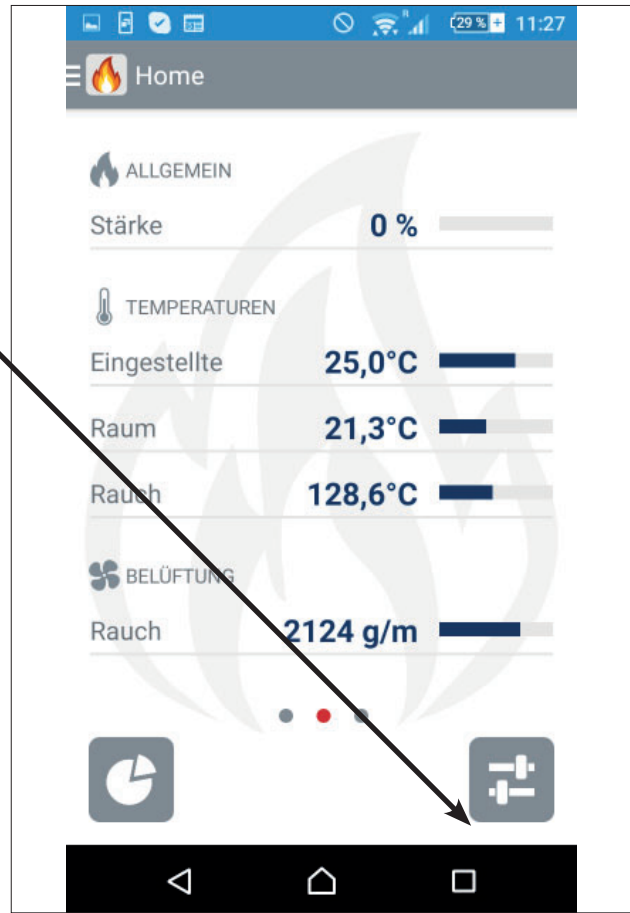 29 % 11:27
Home
ALLGEMEIN
Stärke 0 %
TEMPERATUREN
Eingestellte 25,0°C
Raum 21,3°C
Rauch 128,6°C
BELÜFTUNG
Rauch 2124 g/m